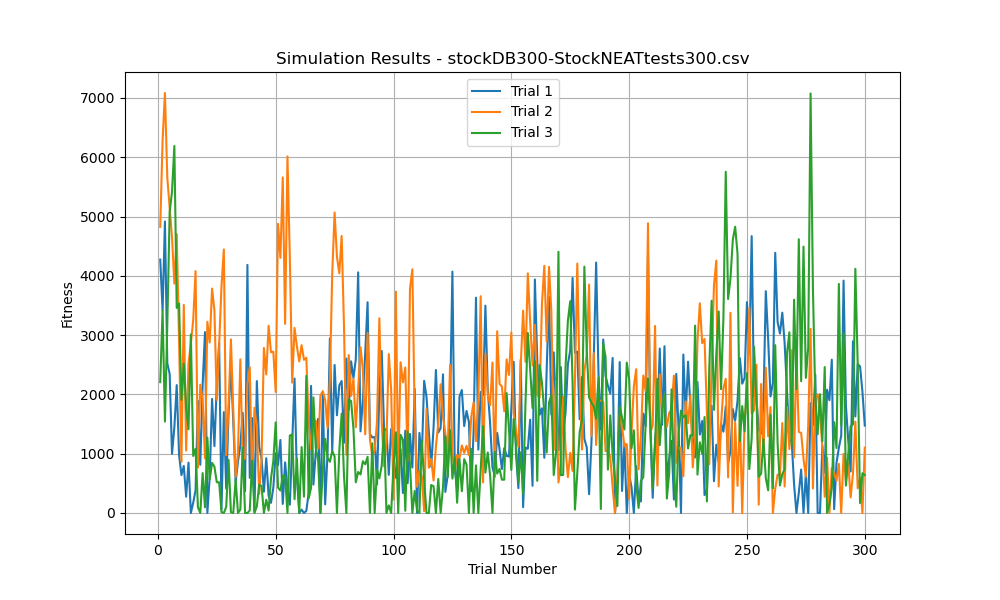 Simulation Results - stockDB300-StockNEATtests300.csv
Trial 1
Trial 2
Trial 3
Fitness
7000
6000
5000
4000
3000
2000
1000
0
0 50 100 150 200 250 300
Trial Number